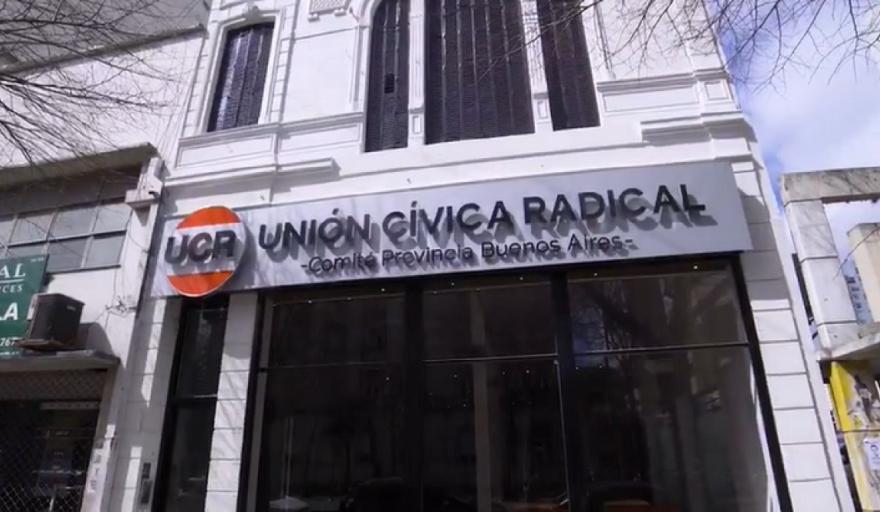 UCR
UNIÓN CÍVICA RADICAL
-Comité Provincia Buenos Aires-